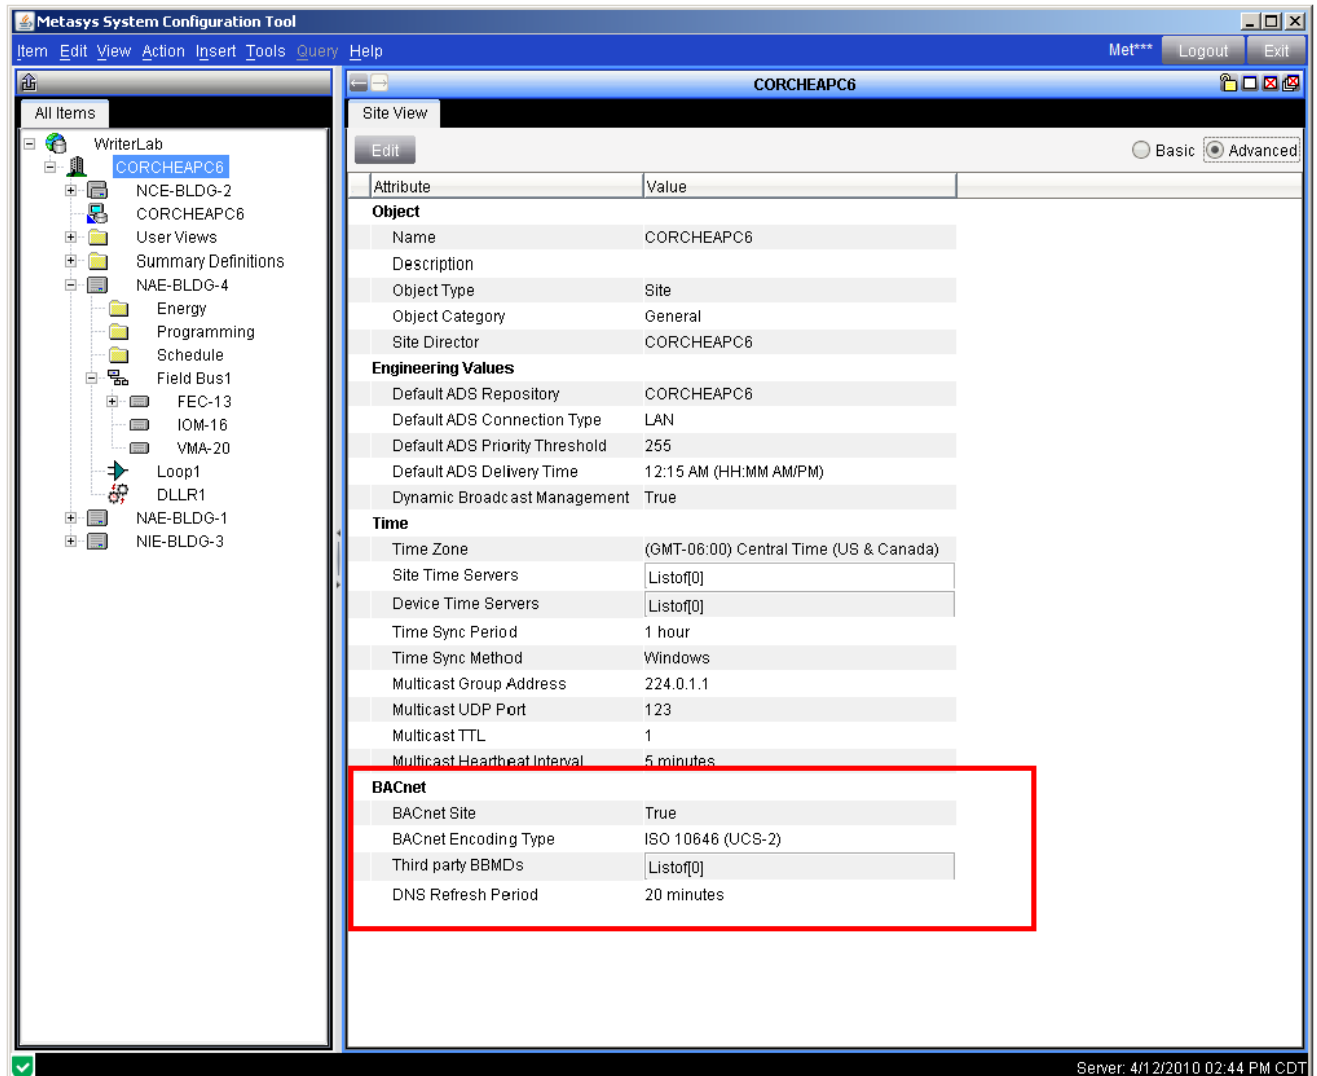 Metasys System Configuration Tool
Item Edit View Action Insert Tools Query Help Met*** Logout Exit
CORCHEAPC6
All Items
WriterLab
CORCHEAPC6
NCE-BLDG-2
CORCHEAPC6
User Views
Summary Definitions
NAE-BLDG-4
Energy
Programming
Schedule
Field Bus1
FEC-13
IOM-16
VMA-20
Loop1
DLLR1
NAE-BLDG-1
NIE-BLDG-3
Site View
Edit Basic Advanced
Attribute Value
Object
Name CORCHEAPC6
Description
Object Type Site
Object Category General
Site Director CORCHEAPC6
Engineering Values
Default ADS Repository CORCHEAPC6
Default ADS Connection Type LAN
Default ADS Priority Threshold 255
Default ADS Delivery Time 12:15 AM (HH:MM AM/PM)
Dynamic Broadcast Management True
Time
Time Zone (GMT-06:00) Central Time (US & Canada)
Site Time Servers Listof[0]
Device Time Servers Listof[0]
Time Sync Period 1 hour
Time Sync Method Windows
Multicast Group Address 224.0.1.1
Multicast UDP Port 123
Multicast TTL 1
Multicast Heartbeat Interval 5 minutes
BACnet
BACnet Site True
BACnet Encoding Type ISO 10646 (UCS-2)
Third party BBMDs Listof[0]
DNS Refresh Period 20 minutes
Server: 4/12/2010 02:44 PM CDT